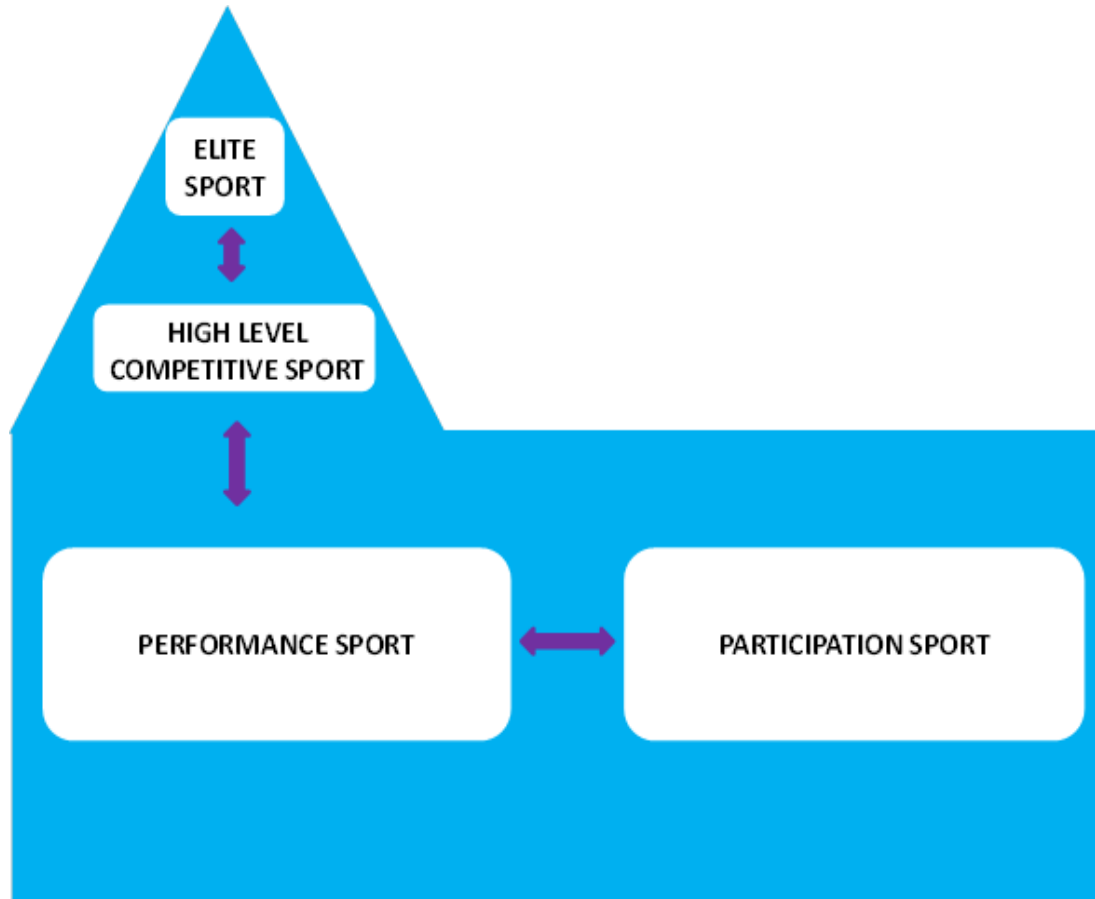 ELITE
SPORT
HIGH LEVEL
COMPETITIVE SPORT
PERFORMANCE SPORT
PARTICIPATION SPORT